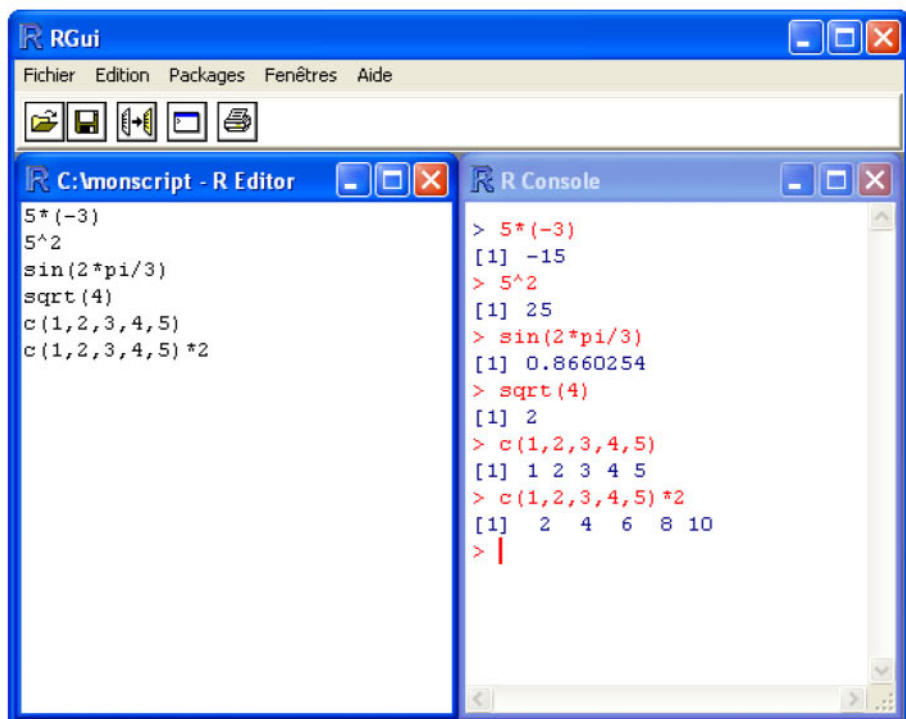 RGui
Fichier Edition Packages Fenêtres Aide
C:\monscript - R Editor
5*(-3)
5^2
sin(2*pi/3)
sqrt(4)
c(1,2,3,4,5)
c(1,2,3,4,5)*2
R Console
> 5*(-3)
[1] -15
> 5^2
[1] 25
> sin(2*pi/3)
[1] 0.8660254
> sqrt(4)
[1] 2
> c(1,2,3,4,5)
[1] 1 2 3 4 5
> c(1,2,3,4,5)*2
[1]  2  4  6  8 10
>